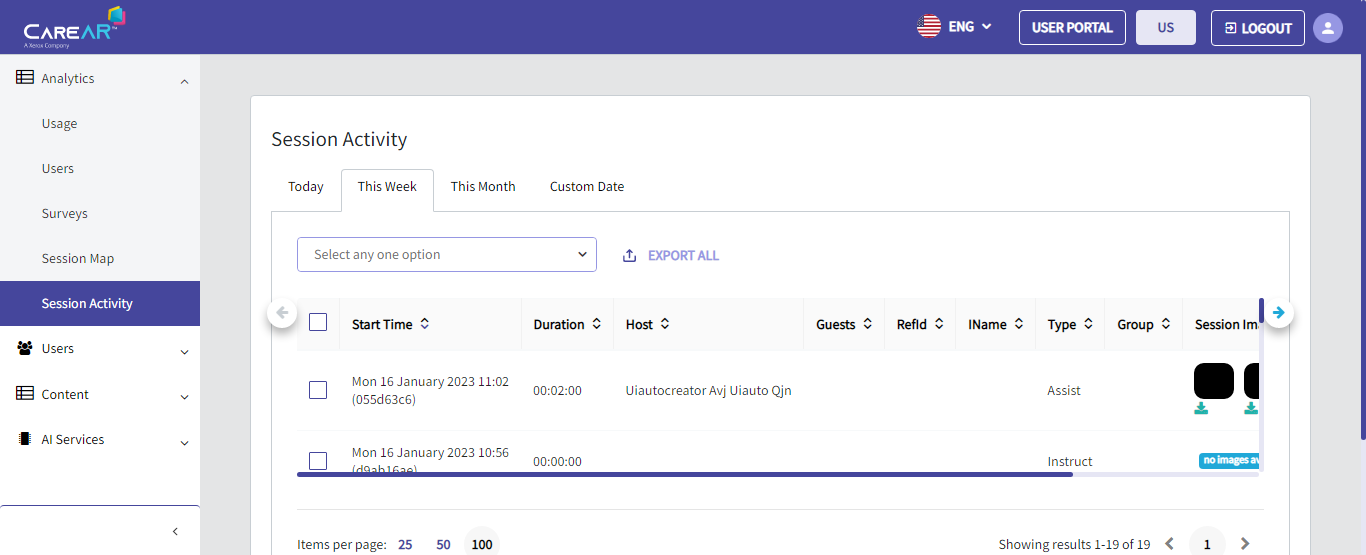 CAREAR™
A Xerox Company
ENG
USER PORTAL
US
LOGOUT
Analytics
Usage
Users
Surveys
Session Map
Session Activity
Users
Content
AI Services
Session Activity
Today
This Week
This Month
Custom Date
Select any one option
EXPORT ALL
Start Time
Duration
Host
Guests
RefId
IName
Type
Group
Session Im
Mon 16 January 2023 11:02
(055d63c6)
00:02:00
Uiautocreator Avj Uiauto Qjn
Assist
Mon 16 January 2023 10:56
(d9ab16ae)
00:00:00
Instruct
no images av
Items per page: 25 50 100
Showing results 1-19 of 19
1